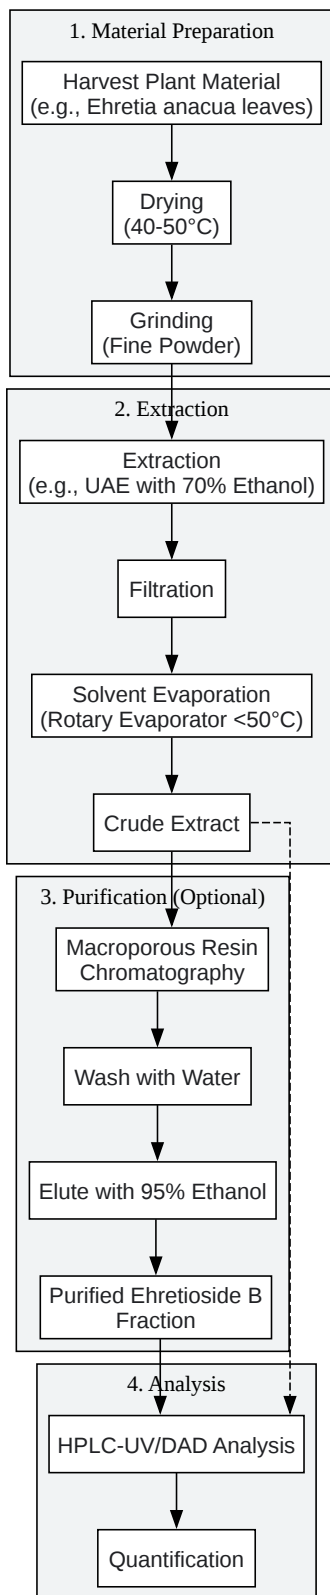 1. Material Preparation
Harvest Plant Material
(e.g., Ehretia anacua leaves)
Drying
(40-50°C)
Grinding
(Fine Powder)
2. Extraction
Extraction
(e.g., UAE with 70% Ethanol)
Filtration
Solvent Evaporation
(Rotary Evaporator <50°C)
Crude Extract
3. Purification (Optional)
Macroporous Resin
Chromatography
Wash with Water
Elute with 95% Ethanol
Purified Ehretioside B
Fraction
4. Analysis
HPLC-UV/DAD Analysis
Quantification